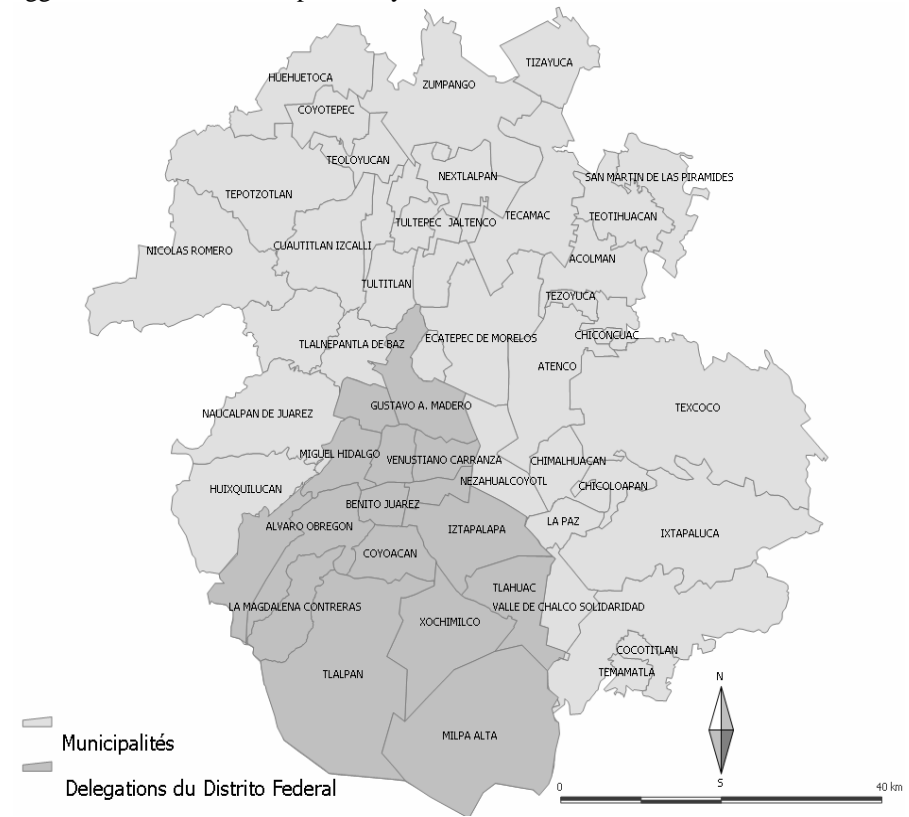 TIZAYUCA
HUEHUETOCA
ZUMPANGO
COYOTEPEC
TEOLOYUCAN
NEXTLALPAN
SAN MARTIN DE LAS PIRAMIDES
TEPOTZOTLAN
TULTEPEC
JALTENCO
TECAMAC
TEOTIHUACAN
NICOLAS ROMERO
CUAUTITLAN IZCALLI
ACOLMAN
TULTITLAN
TEZOYUCA
TLALNEPANTLA DE BAZ
ECATEPEC DE MORELOS
CHICONCUAC
ATENCO
NAUCALPAN DE JUAREZ
GUSTAVO A. MADERO
TEXCOCO
MIGUEL HIDALGO
VENUSTIANO CARRANZA
CHIMALHUACAN
HUIXQUILUCAN
NEZAHUALCOYOTL
CHICOLOAPAN
BENITO JUAREZ
ALVARO OBREGON
IZTAPALAPA
LA PAZ
IXTAPALUCA
COYOACAN
TLAHUAC
LA MAGDALENA CONTRERAS
VALLE DE CHALCO SOLIDARIDAD
XOCHIMILCO
COCOTITLAN
TLALPAN
TEMAMATLA
N
MILPA ALTA
Municipalités
S
Delegations du Distrito Federal
0
40 km